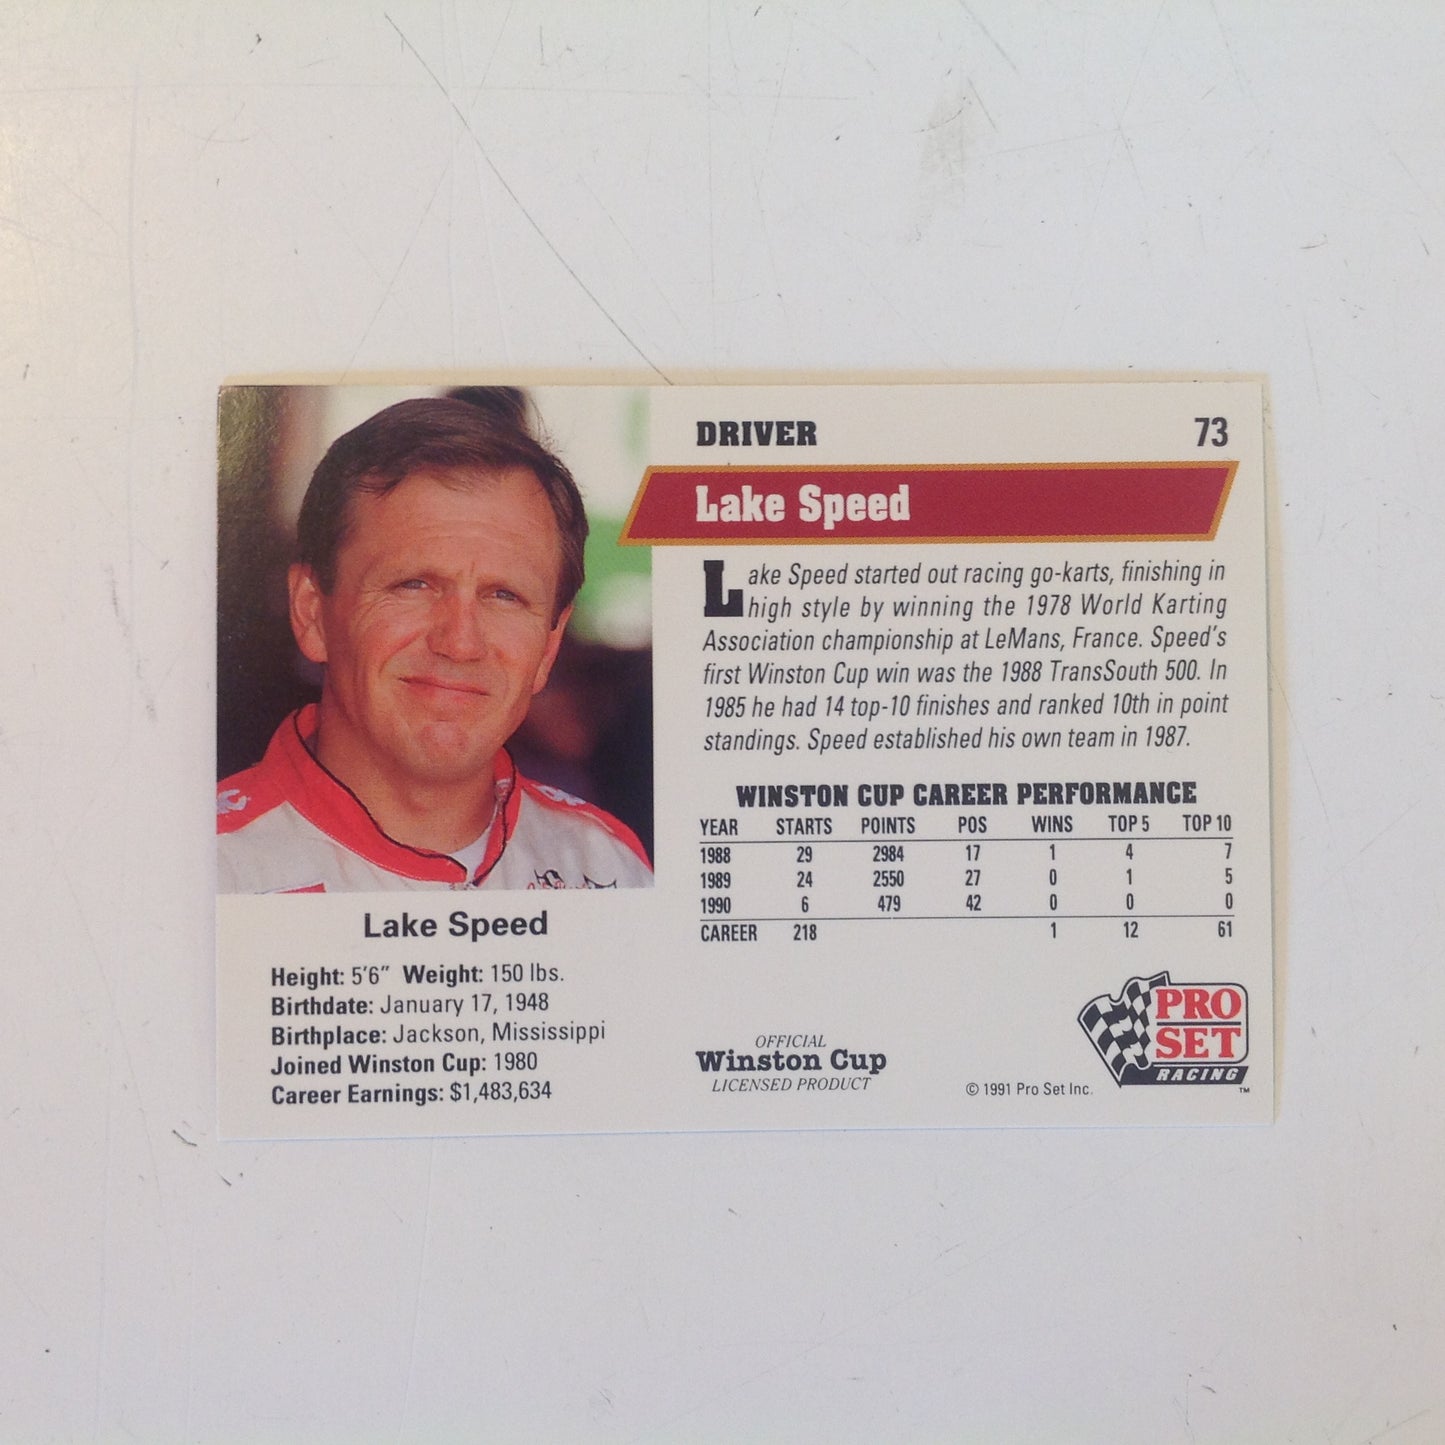 DRIVER 73
Lake Speed
Lake Speed started out racing go-karts, finishing in
high style by winning the 1978 World Karting
Association championship at LeMans, France. Speed's
first Winston Cup win was the 1988 TransSouth 500. In
1985 he had 14 top-10 finishes and ranked 10th in point
standings. Speed established his own team in 1987.
WINSTON CUP CAREER PERFORMANCE
YEAR STARTS POINTS POS WINS TOP 5 TOP 10
1988 29 2984 17 1 4 7
1989 24 2550 27 0 1 5
1990 6 479 42 0 0 0
CAREER 218 1 12 61
Lake Speed
Height: 5'6" Weight: 150 lbs.
Birthdate: January 17, 1948
Birthplace: Jackson, Mississippi
Joined Winston Cup: 1980
Career Earnings: $1,483,634
OFFICIAL
Winston Cup
LICENSED PRODUCT
© 1991 Pro Set Inc.
PRO
SET
RACING
TM